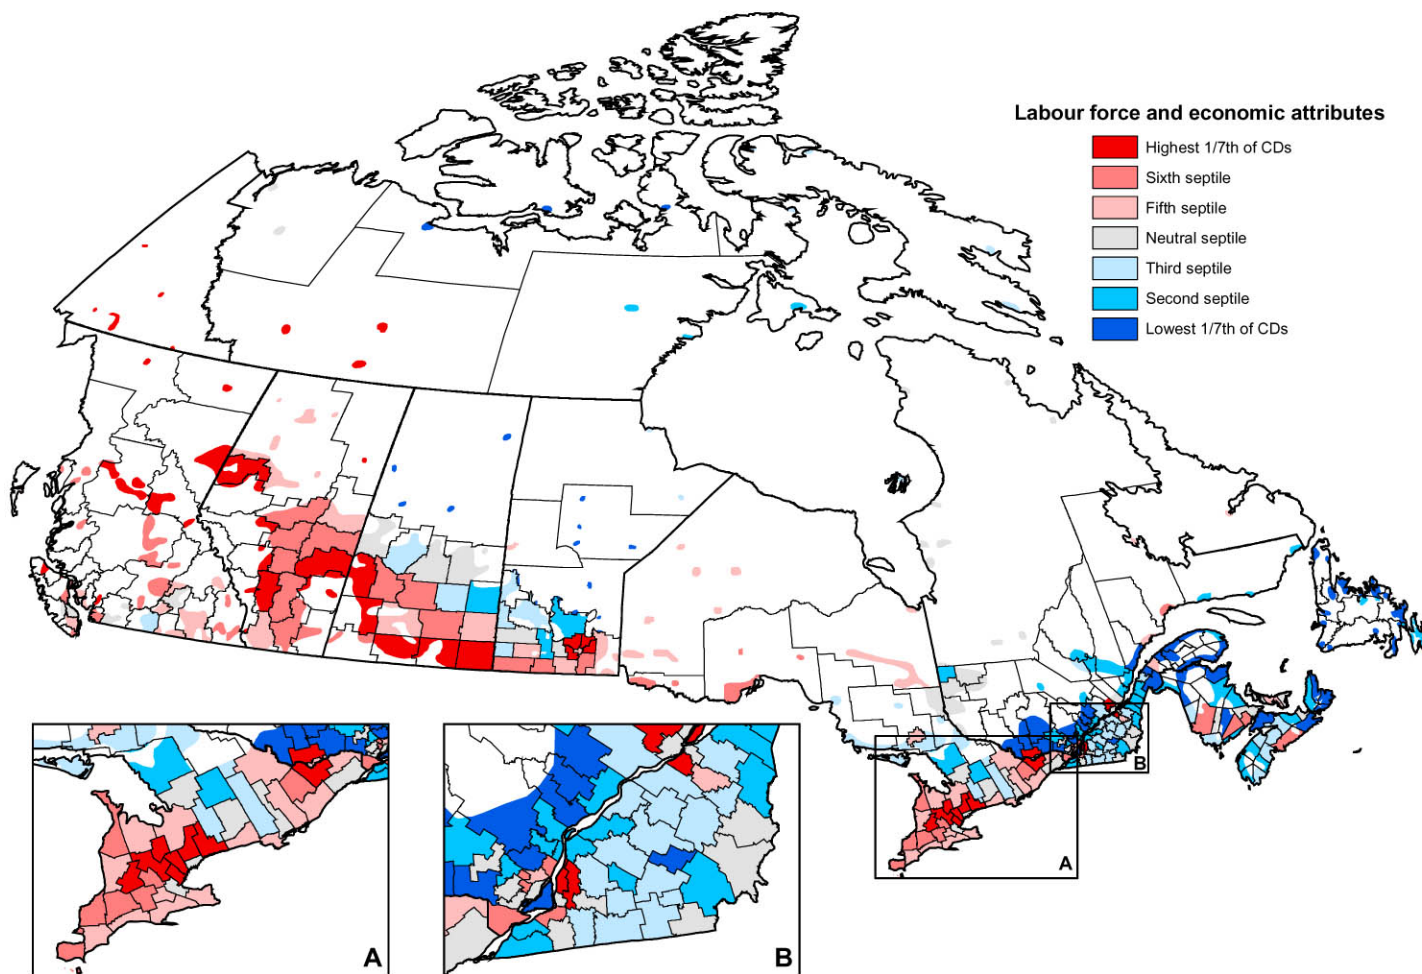 Labour force and economic attributes
Highest 1/7th of CDs
Sixth septile
Fifth septile
Neutral septile
Third septile
Second septile
Lowest 1/7th of CDs
B
A
A
B